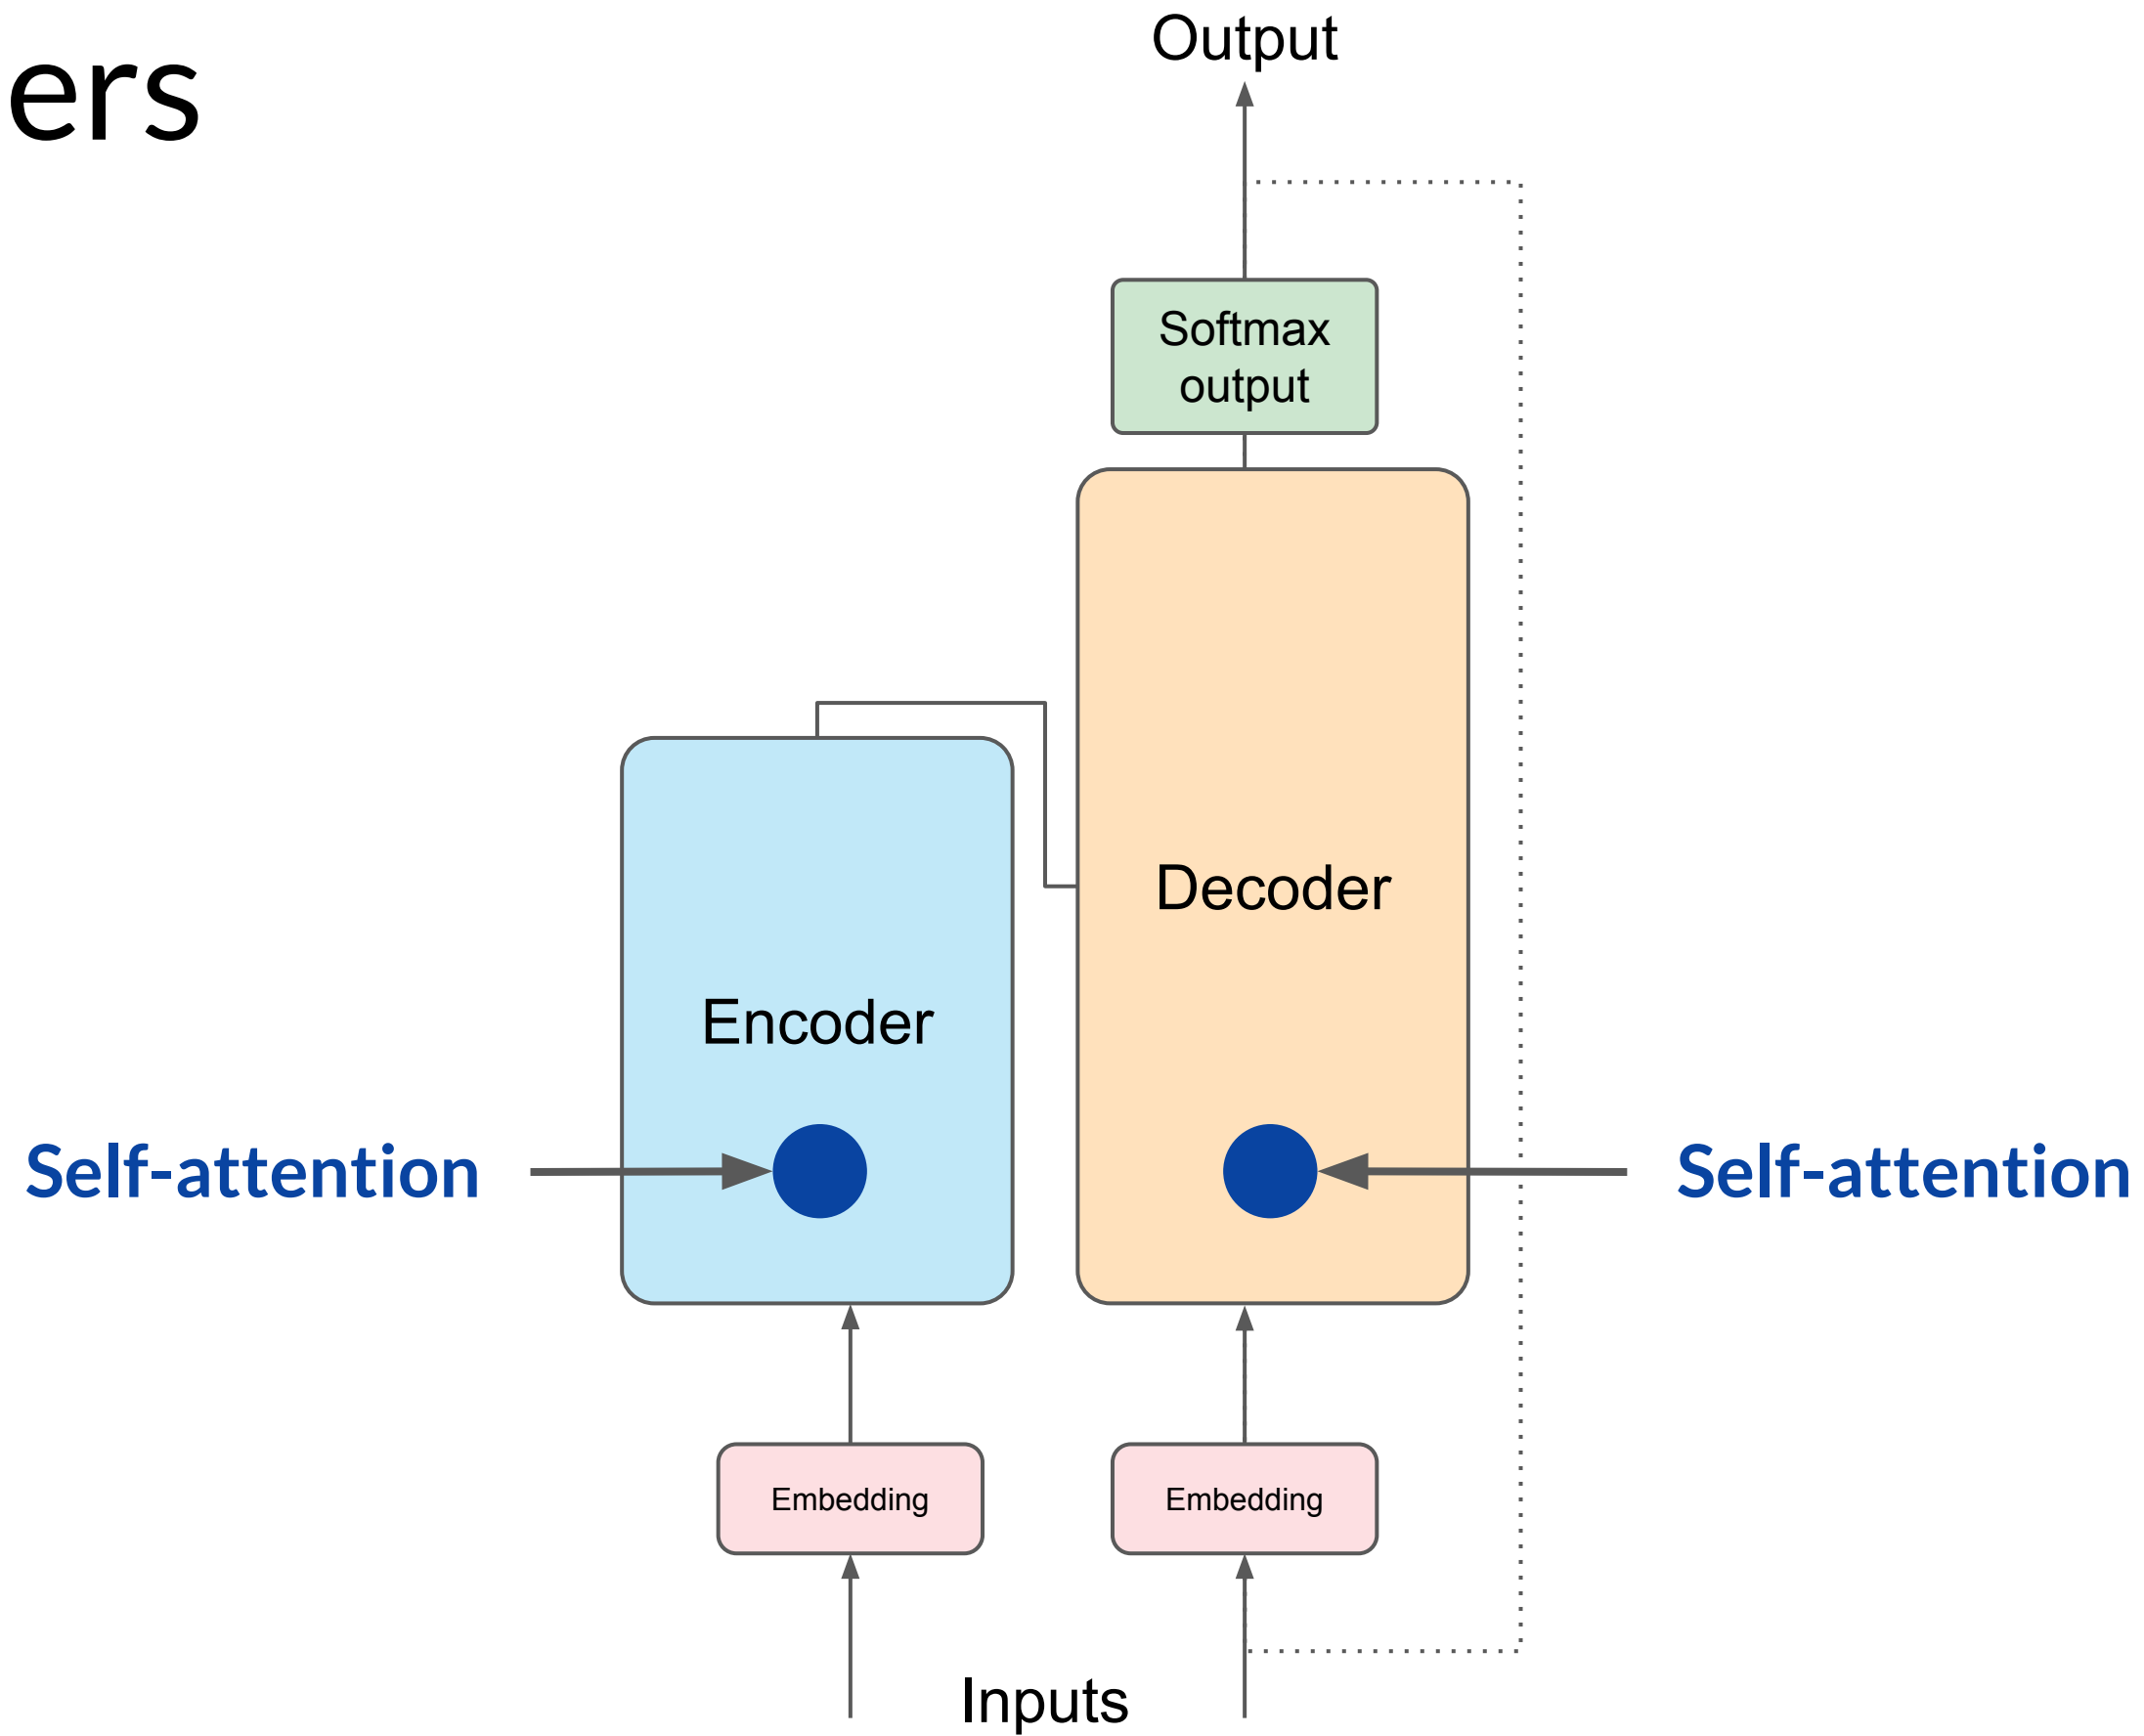 ers
Output
Softmax
output
Decoder
Encoder
Self-attention
Self-attention
Embedding
Embedding
Inputs